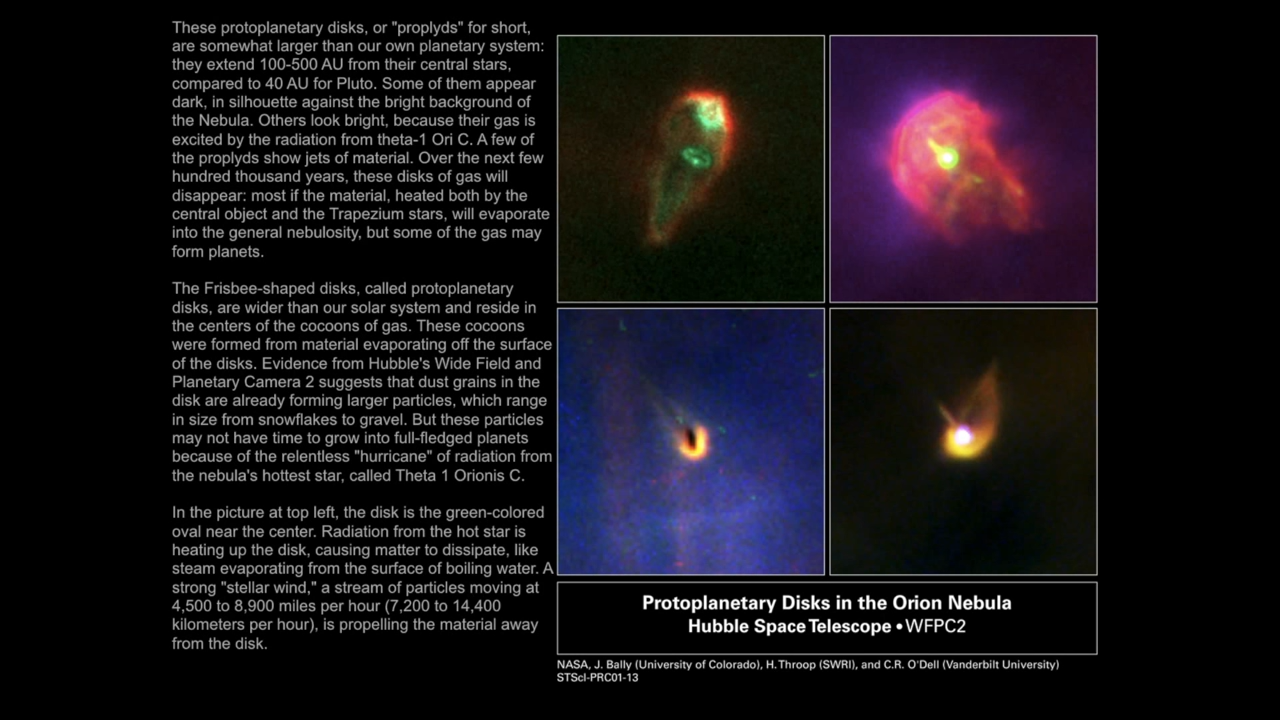 These protoplanetary disks, or "proplyds" for short,
are somewhat larger than our own planetary system:
they extend 100-500 AU from their central stars,
compared to 40 AU for Pluto. Some of them appear
dark, in silhouette against the bright background of
the Nebula. Others look bright, because their gas is
excited by the radiation from theta-1 Ori C. A few of
the proplyds show jets of material. Over the next few
hundred thousand years, these disks of gas will
disappear: most if the material, heated both by the
central object and the Trapezium stars, will evaporate
into the general nebulosity, but some of the gas may
form planets.
The Frisbee-shaped disks, called protoplanetary
disks, are wider than our solar system and reside in
the centers of the cocoons of gas. These cocoons
were formed from material evaporating off the surface
of the disks. Evidence from Hubble's Wide Field and
Planetary Camera 2 suggests that dust grains in the
disk are already forming larger particles, which range
in size from snowflakes to gravel. But these particles
may not have time to grow into full-fledged planets
because of the relentless "hurricane" of radiation from
the nebula's hottest star, called Theta 1 Orionis C.
In the picture at top left, the disk is the green-colored
oval near the center. Radiation from the hot star is
heating up the disk, causing matter to dissipate, like
steam evaporating from the surface of boiling water. A
strong "stellar wind," a stream of particles moving at
4,500 to 8,900 miles per hour (7,200 to 14,400
kilometers per hour), is propelling the material away
from the disk.
Protoplanetary Disks in the Orion Nebula
Hubble Space Telescope • WFPC2
NASA, J. Bally (University of Colorado), H. Throop (SWRI), and C.R. O'Dell (Vanderbilt University)
STScI-PRC01-13